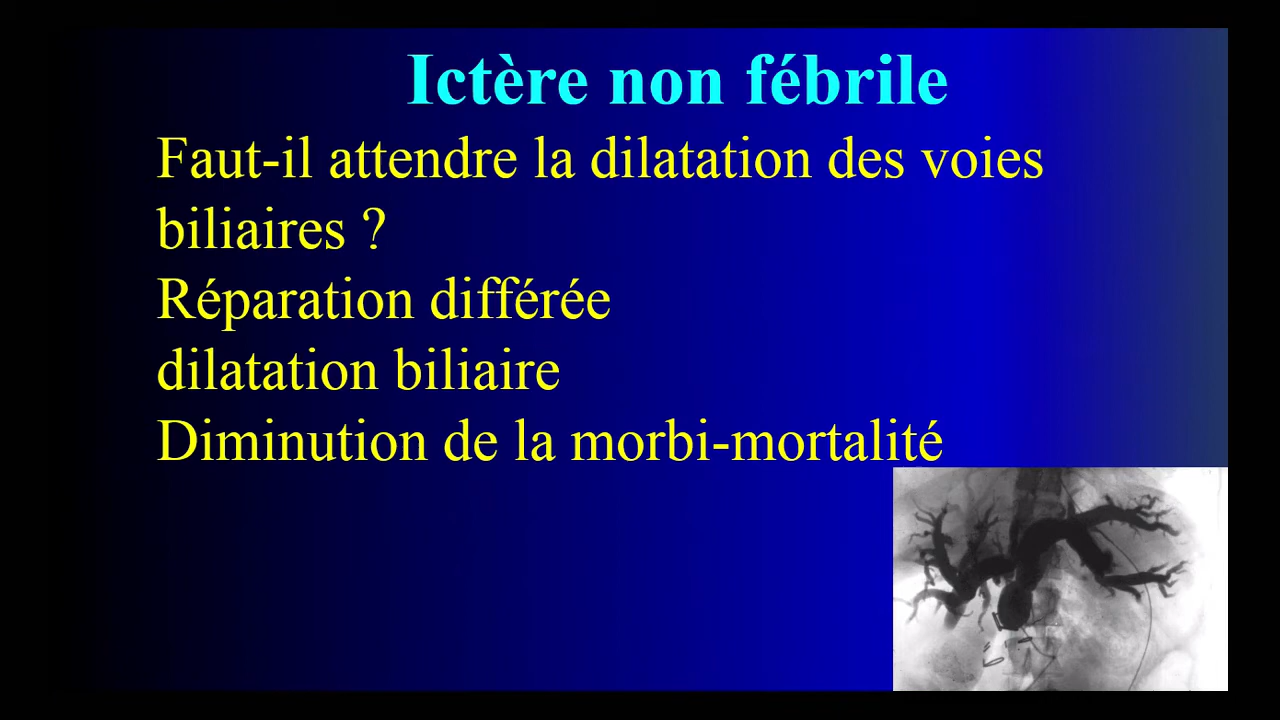 Ictère non fébrile
Faut-il attendre la dilatation des voies
biliaires ?
Réparation différée
dilatation biliaire
Diminution de la morbi-mortalité